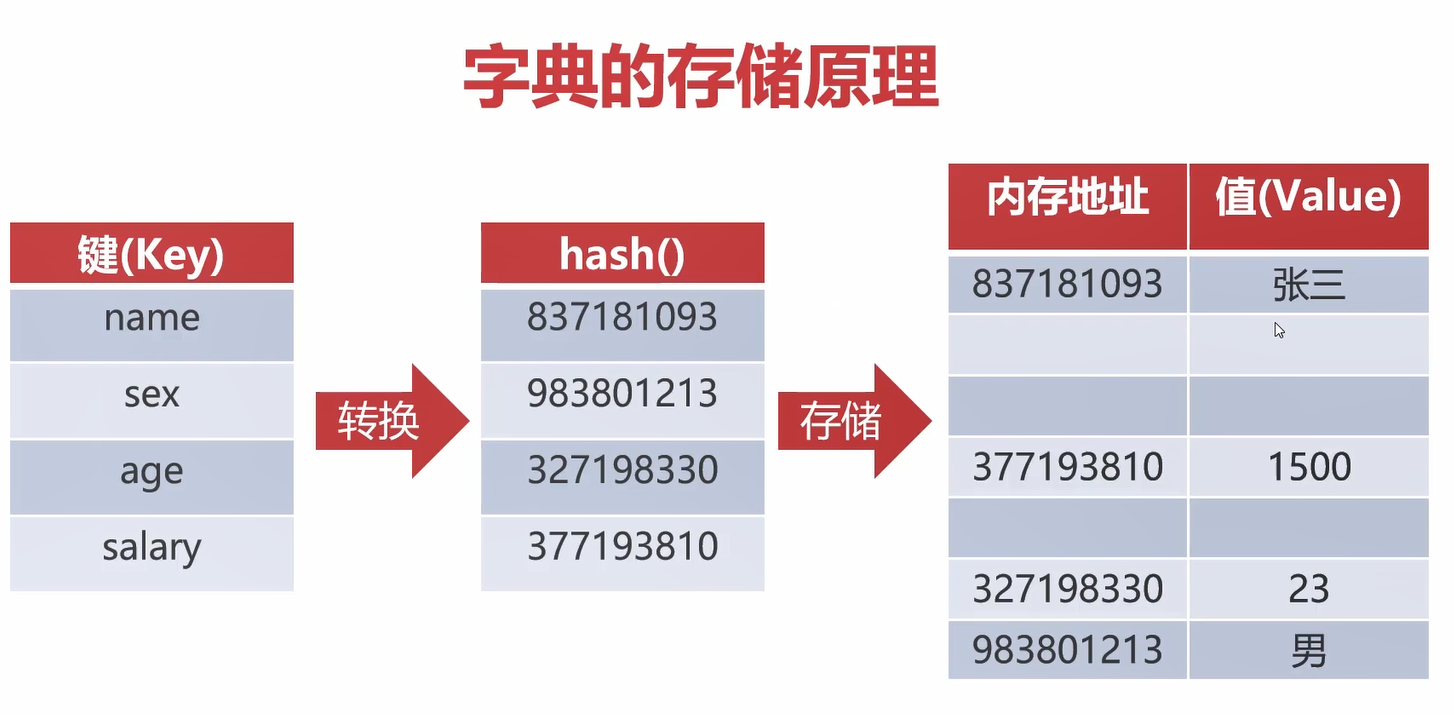 字典的存储原理
键(Key)
name
sex
age
salary
转换
hash()
837181093
983801213
327198330
377193810
存储
内存地址 值(Value)
837181093 张三
377193810 1500
327198330 23
983801213 男